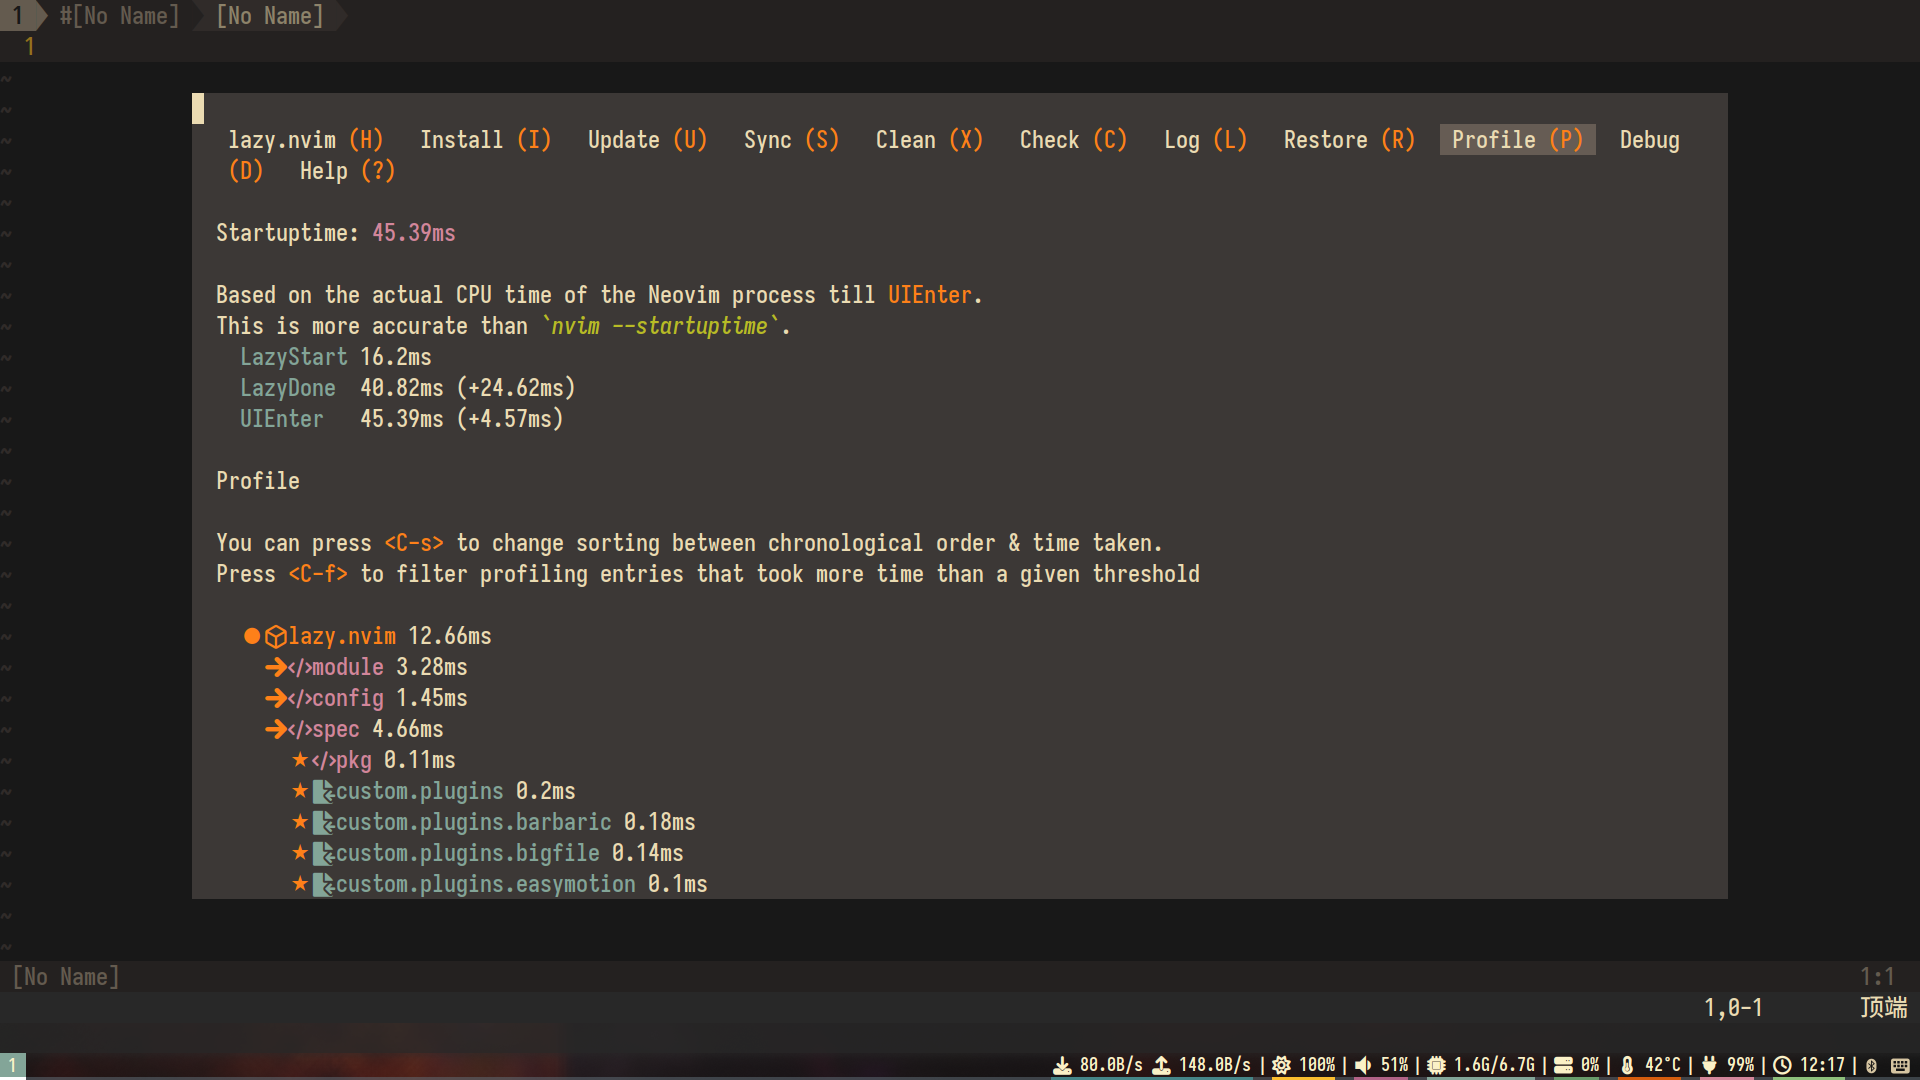 1 #[No Name] [No Name]
1
lazy.nvim (H) Install (I) Update (U) Sync (S) Clean (X) Check (C) Log (L) Restore (R) Profile (P) Debug
(D) Help (?)
Startuptime: 45.39ms
Based on the actual CPU time of the Neovim process till UIEnter.
This is more accurate than `nvim --startuptime`.
LazyStart 16.2ms
LazyDone 40.82ms (+24.62ms)
UIEnter 45.39ms (+4.57ms)
Profile
You can press <C-s> to change sorting between chronological order & time taken.
Press <C-f> to filter profiling entries that took more time than a given threshold
● lazy.nvim 12.66ms
➜ </>module 3.28ms
➜ </>config 1.45ms
➜ </>spec 4.66ms
★ </>pkg 0.11ms
★ custom.plugins 0.2ms
★ custom.plugins.barbaric 0.18ms
★ custom.plugins.bigfile 0.14ms
★ custom.plugins.easymotion 0.1ms
[No Name] 1:1
1,0-1 顶端
1 80.0B/s 148.0B/s | 100% | 51% | 1.6G/6.7G | 0% | 42°C | 99% | 12:17 |